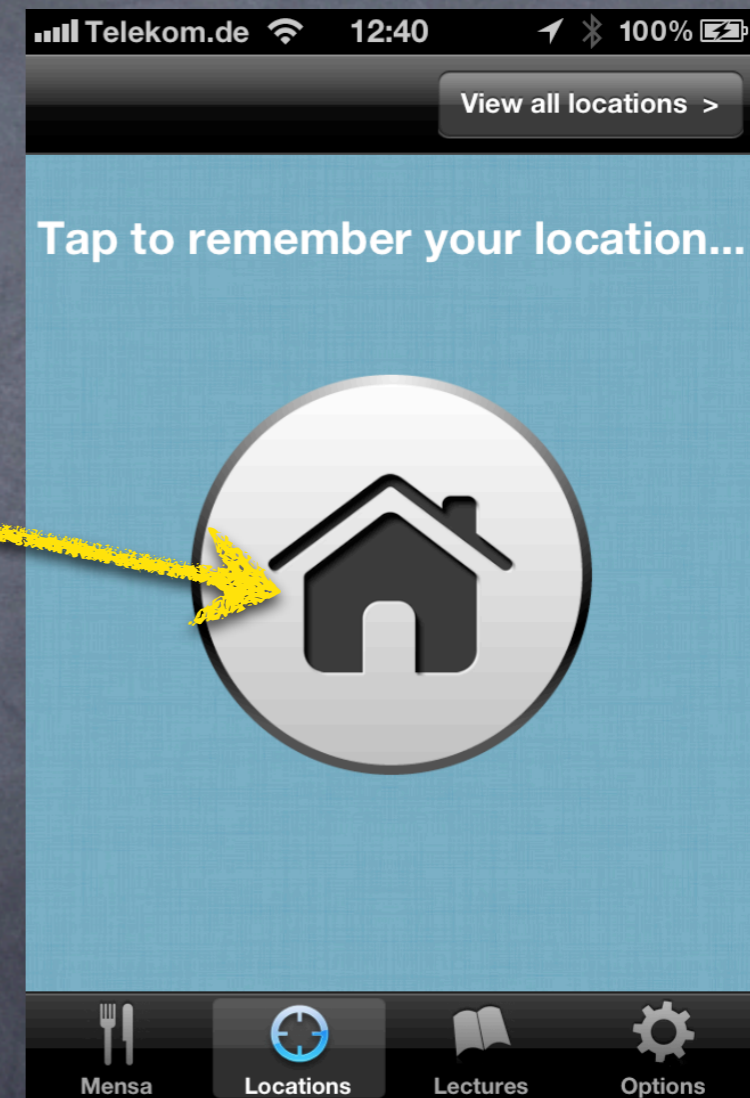 Telekom.de 12:40 100%
View all locations >
Tap to remember your location...
Mensa Locations Lectures Options